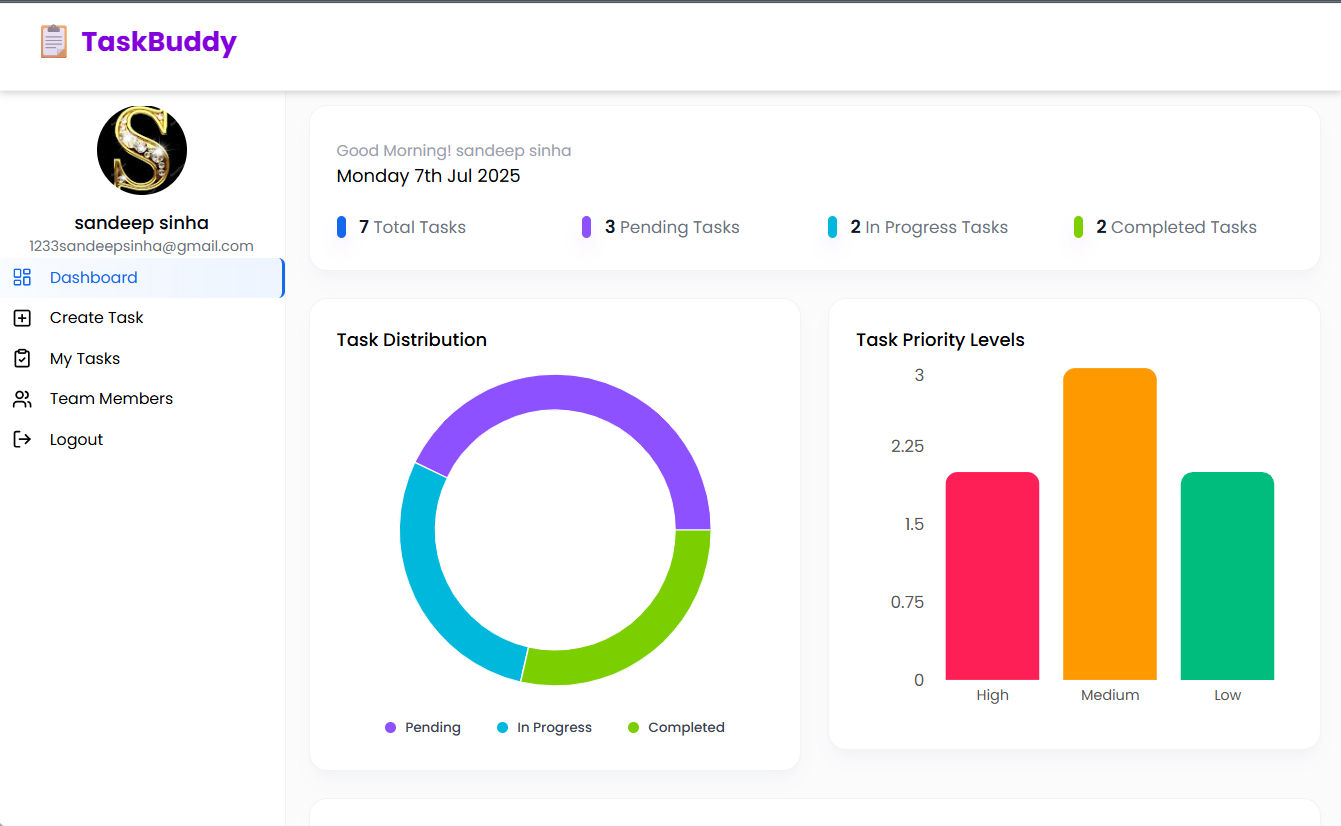 TaskBuddy
S
sandeep sinha
1233sandeepsinha@gmail.com
Dashboard
Create Task
My Tasks
Team Members
Logout
Good Morning! sandeep sinha
Monday 7th Jul 2025
7 Total Tasks
3 Pending Tasks
2 In Progress Tasks
2 Completed Tasks
Task Distribution
Pending
In Progress
Completed
Task Priority Levels
3
2.25
1.5
0.75
0
High
Medium
Low